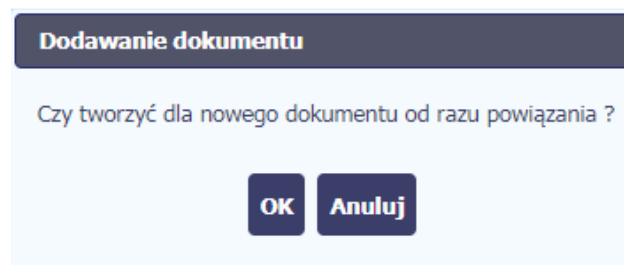 Dodawanie dokumentu
Czy tworzyć dla nowego dokumentu od razu powiązania ?
OK Anuluj